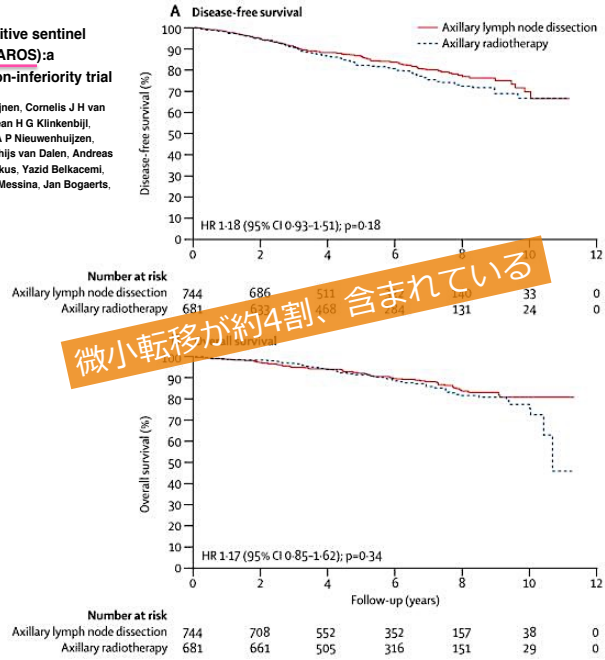 itive sentinel
AROS):a
on-inferiority trial
ijnen, Cornelis J H van
ean H G Klinkenbijl,
A P Nieuwenhuijzen,
hijs van Dalen, Andreas
kus, Yazid Belkacemi,
Messina, Jan Bogaerts,
A Disease-free survival
Axillary lymph node dissection
Axillary radiotherapy
Disease-free survival (%)
100
90
80
70
60
50
40
30
20
10
0
HR 1·18 (95% CI 0·93–1·51); p=0·18
0 2 4 6 8 10 12
Number at risk
Axillary lymph node dissection 744 686 511 140 33 0
Axillary radiotherapy 681 633 468 284 131 24 0
微小転移が約4割、含まれている
Overall survival
Overall survival (%)
100
90
80
70
60
50
40
30
20
10
0
HR 1·17 (95% CI 0·85–1·62); p=0·34
0 2 4 6 8 10 12
Follow-up (years)
Number at risk
Axillary lymph node dissection 744 708 552 352 157 38 0
Axillary radiotherapy 681 661 505 316 151 29 0